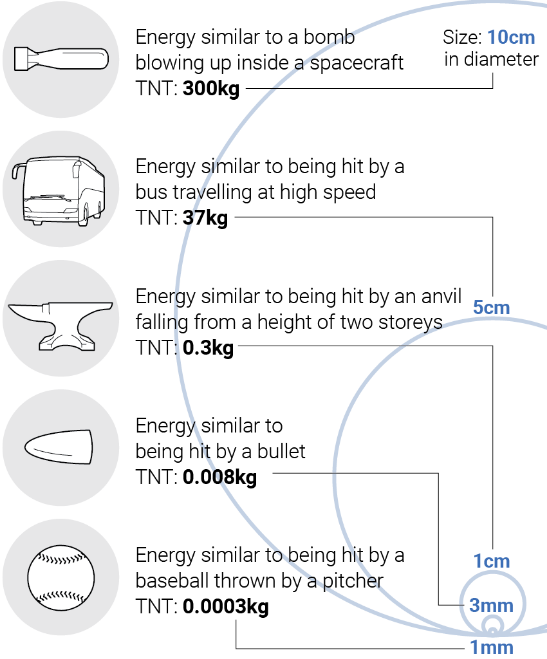 Energy similar to a bomb
blowing up inside a spacecraft
TNT: 300kg
Size: 10cm
in diameter
Energy similar to being hit by a
bus travelling at high speed
TNT: 37kg
5cm
Energy similar to being hit by an anvil
falling from a height of two storeys
TNT: 0.3kg
1cm
Energy similar to
being hit by a bullet
TNT: 0.008kg
3mm
Energy similar to being hit by a
baseball thrown by a pitcher
TNT: 0.0003kg
1mm